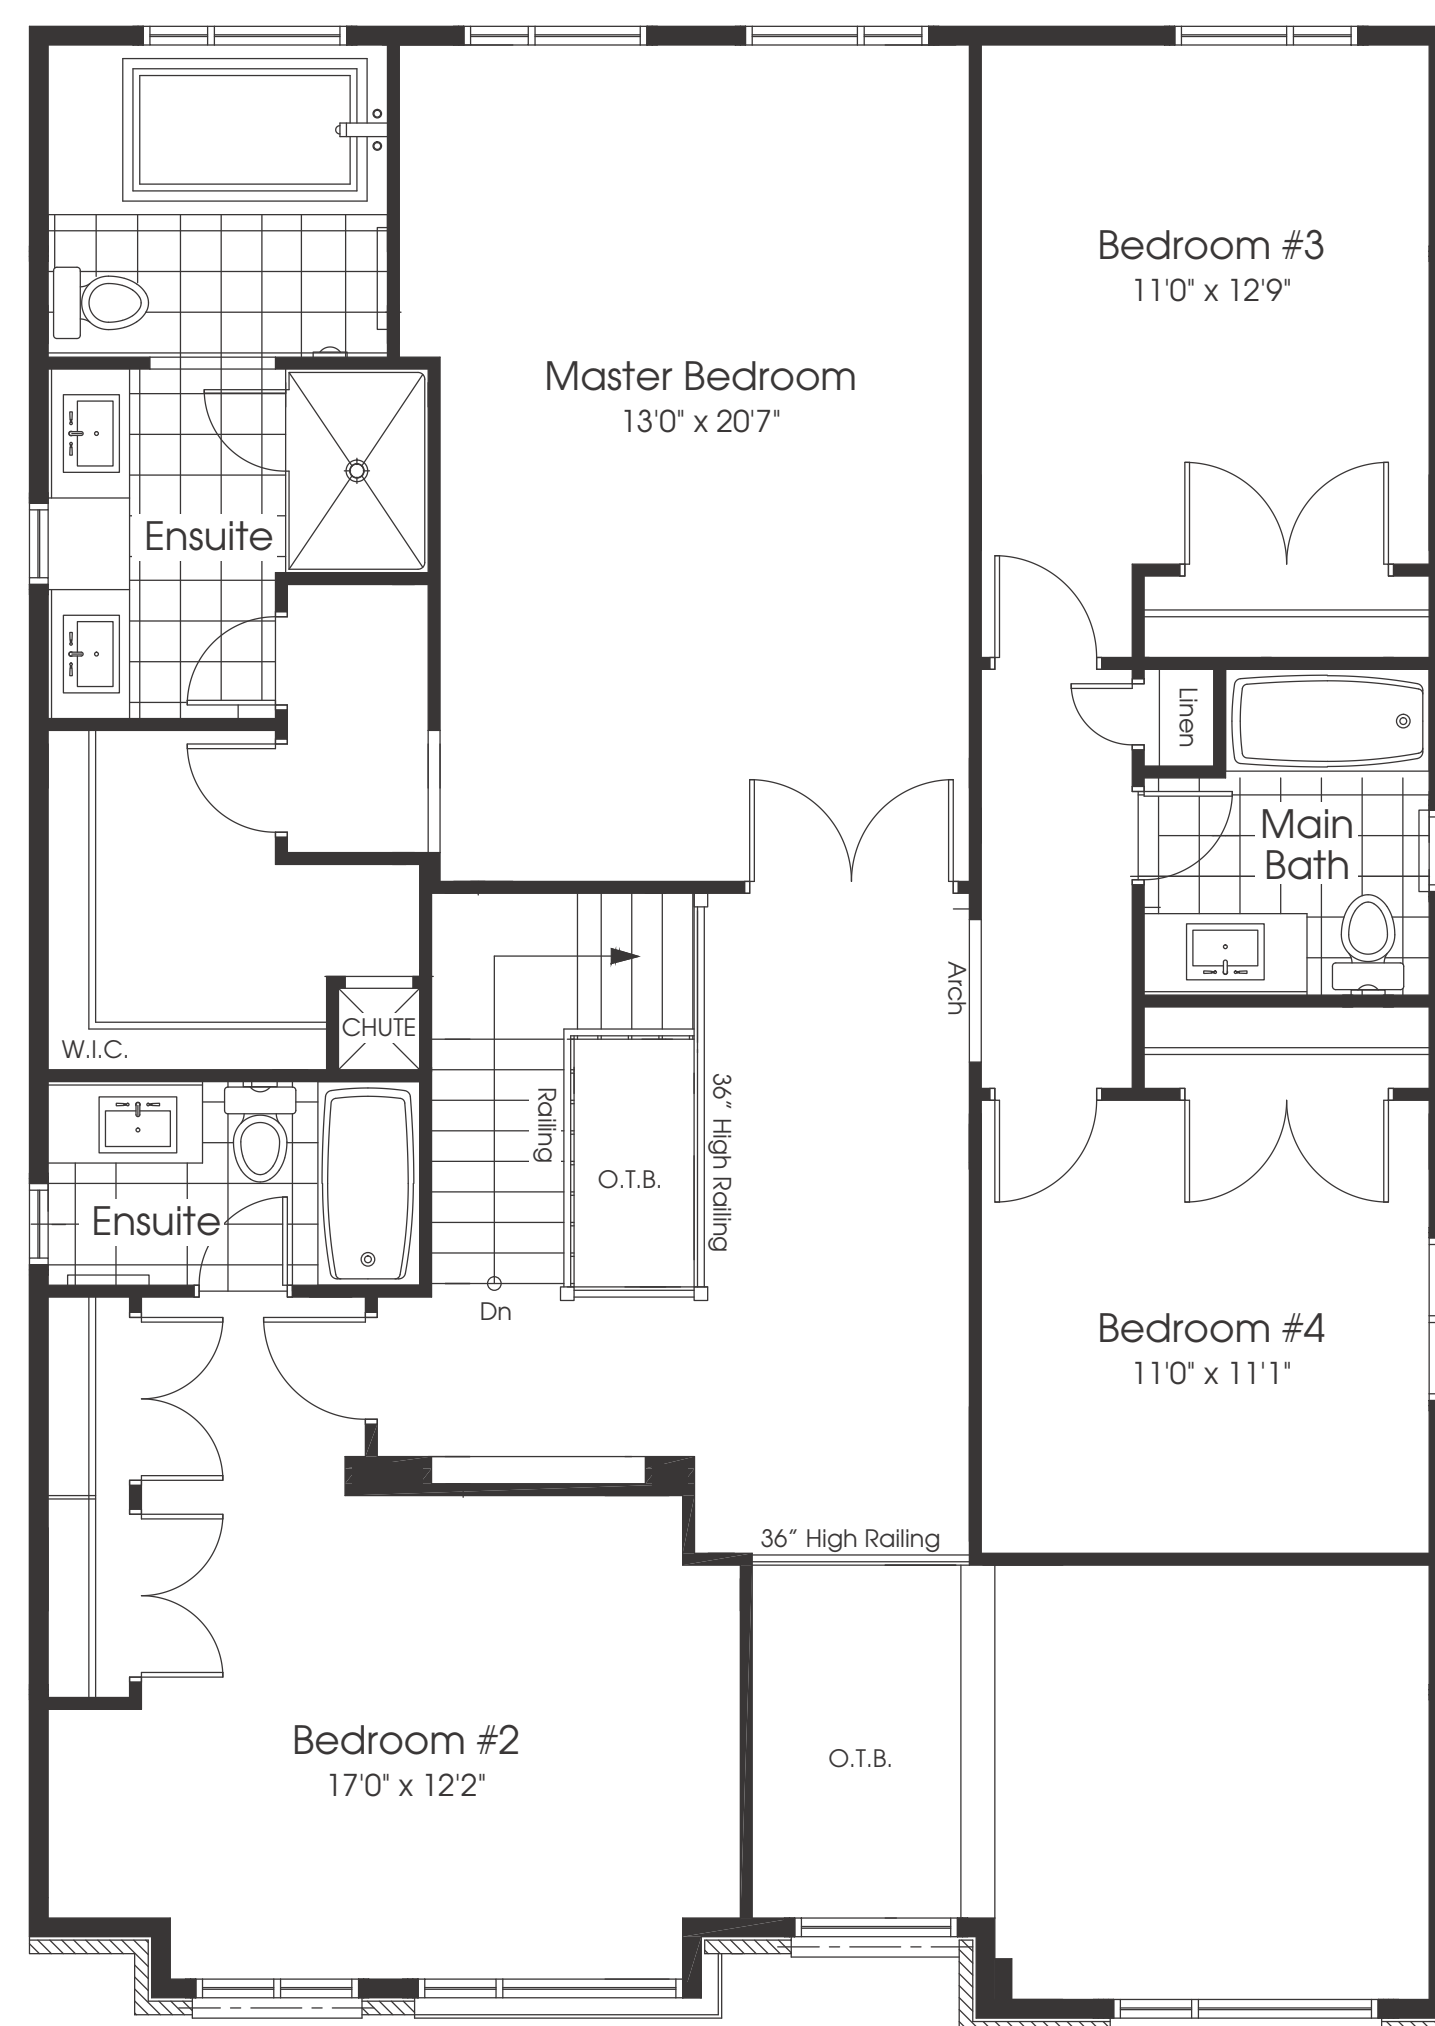 Bedroom #3
11'0" x 12'9"
Master Bedroom
13'0" x 20'7"
Ensuite
Linen
Main
Bath
Arch
CHUTE
W.I.C.
Railing
36″ High Railing
O.T.B.
Ensuite
Dn
Bedroom #4
11'0" x 11'1"
36″ High Railing
Bedroom #2
17'0" x 12'2"
O.T.B.